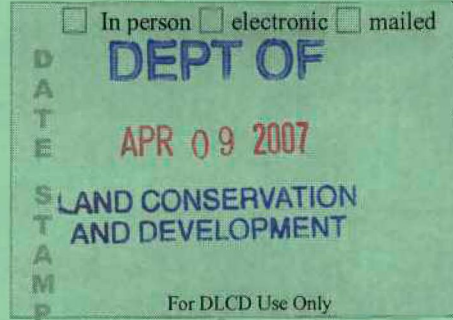 ☐ In person ☐ electronic ☐ mailed
DATE STAMP
DEPT OF
APR 09 2007
LAND CONSERVATION
AND DEVELOPMENT
For DLCD Use Only